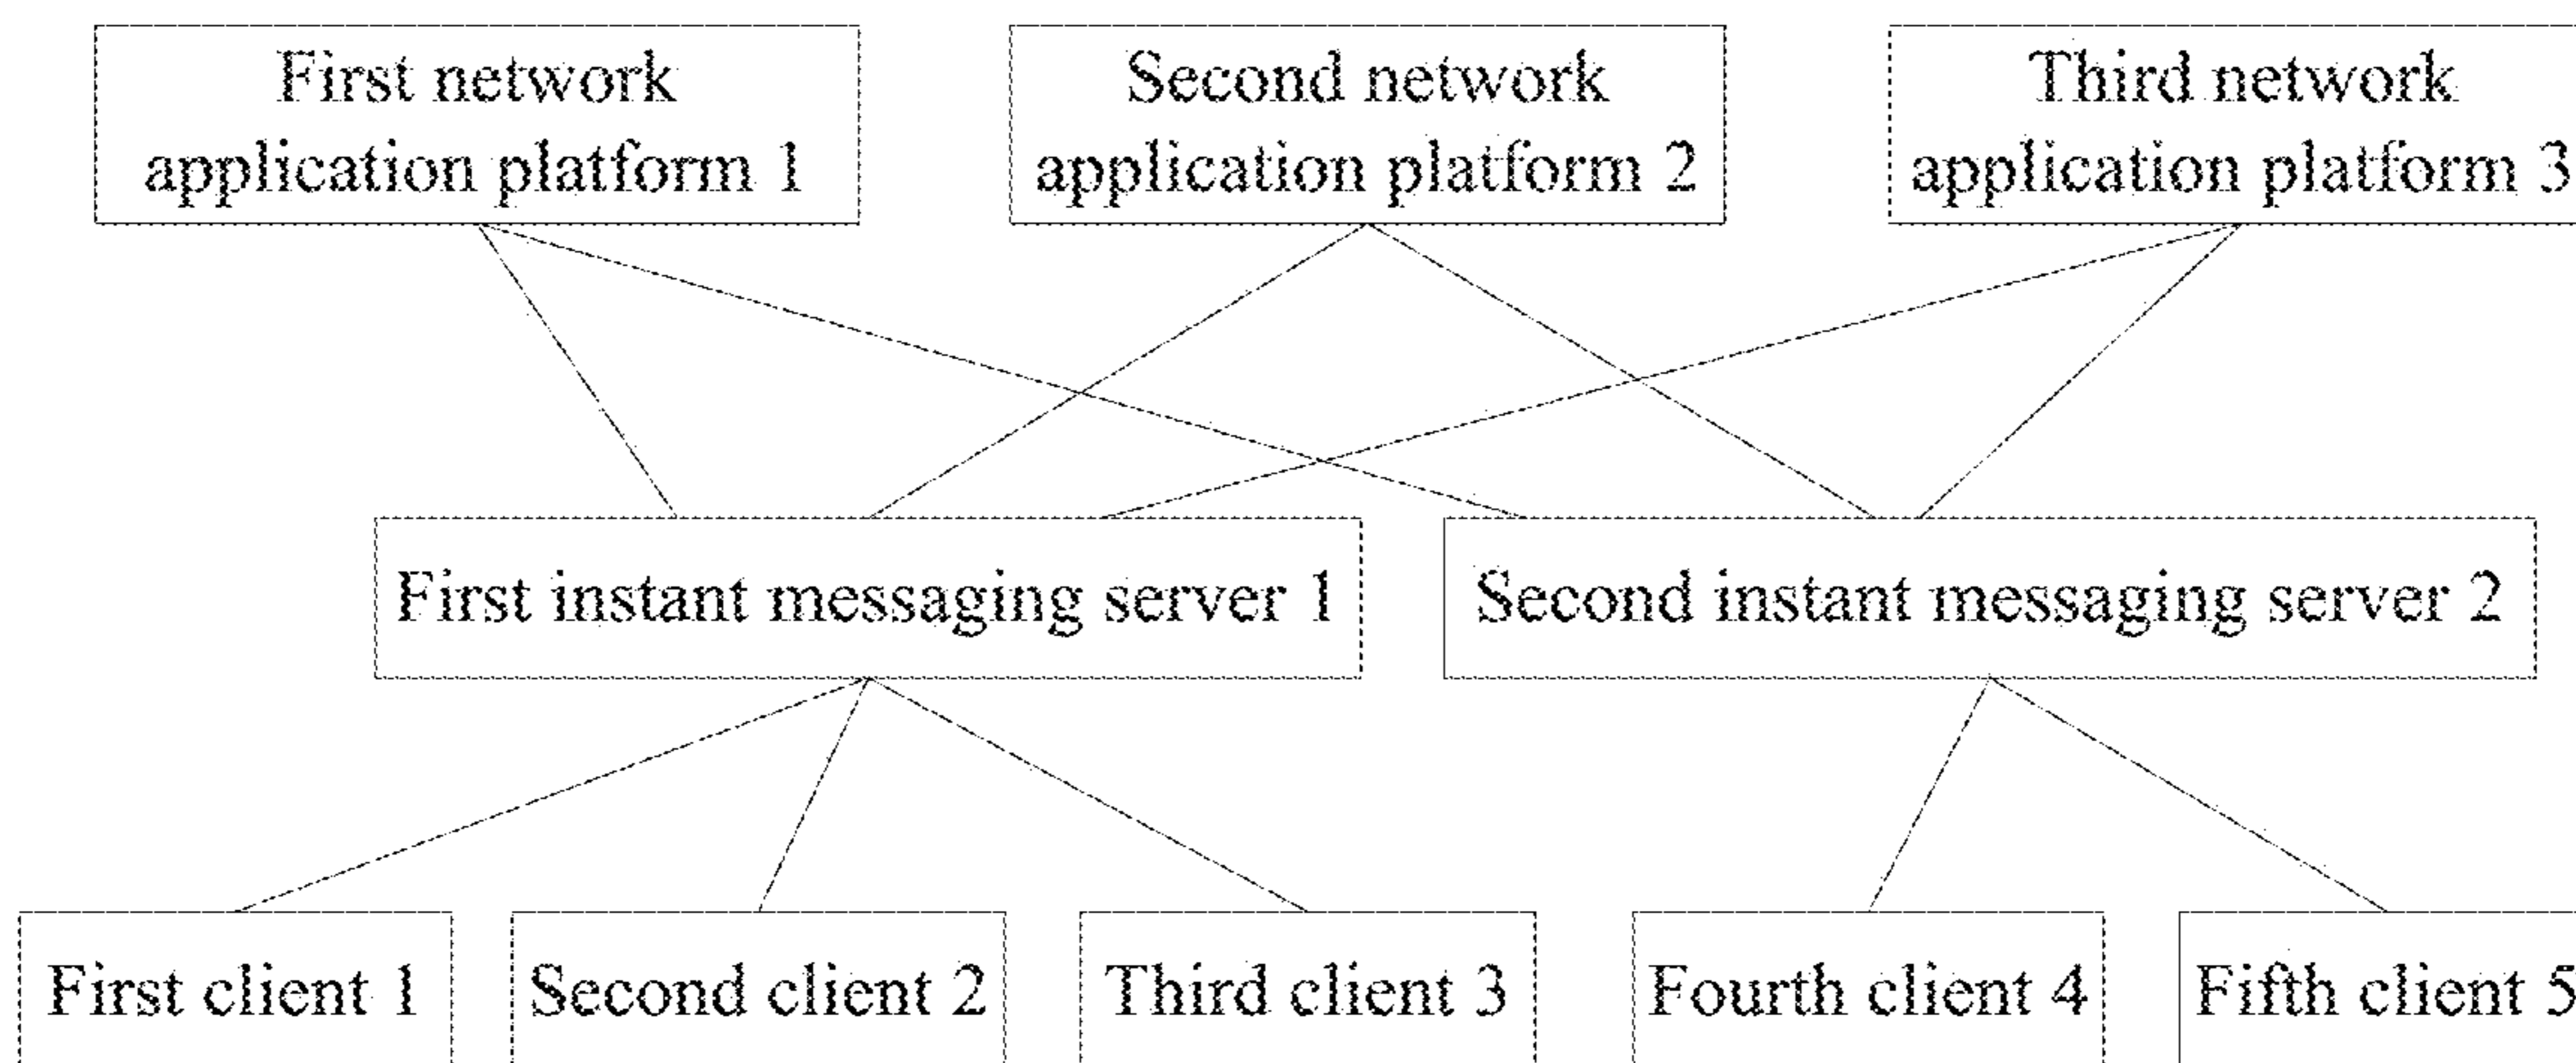 First network
application platform 1
Second network
application platform 2
Third network
application platform 3
First instant messaging server 1
Second instant messaging server 2
First client 1
Second client 2
Third client 3
Fourth client 4
Fifth client 5